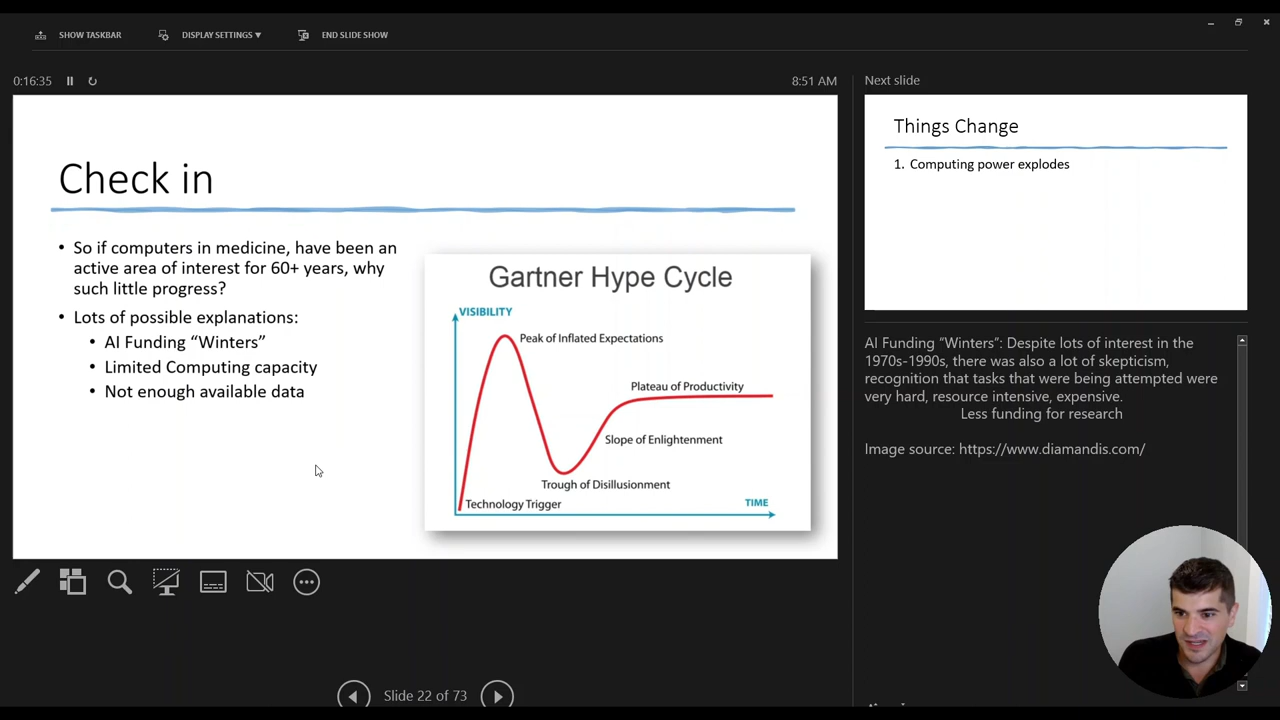 SHOW TASKBAR
DISPLAY SETTINGS ▼
END SLIDE SHOW
0:16:35
8:51 AM
Check in
• So if computers in medicine, have been an
active area of interest for 60+ years, why
such little progress?
• Lots of possible explanations:
• AI Funding “Winters”
• Limited Computing capacity
• Not enough available data
Gartner Hype Cycle
VISIBILITY
Peak of Inflated Expectations
Plateau of Productivity
Slope of Enlightenment
Trough of Disillusionment
Technology Trigger
TIME
Slide 22 of 73
Next slide
Things Change
1. Computing power explodes
AI Funding “Winters”: Despite lots of interest in the
1970s-1990s, there was also a lot of skepticism,
recognition that tasks that were being attempted were
very hard, resource intensive, expensive.
Less funding for research
Image source: https://www.diamandis.com/